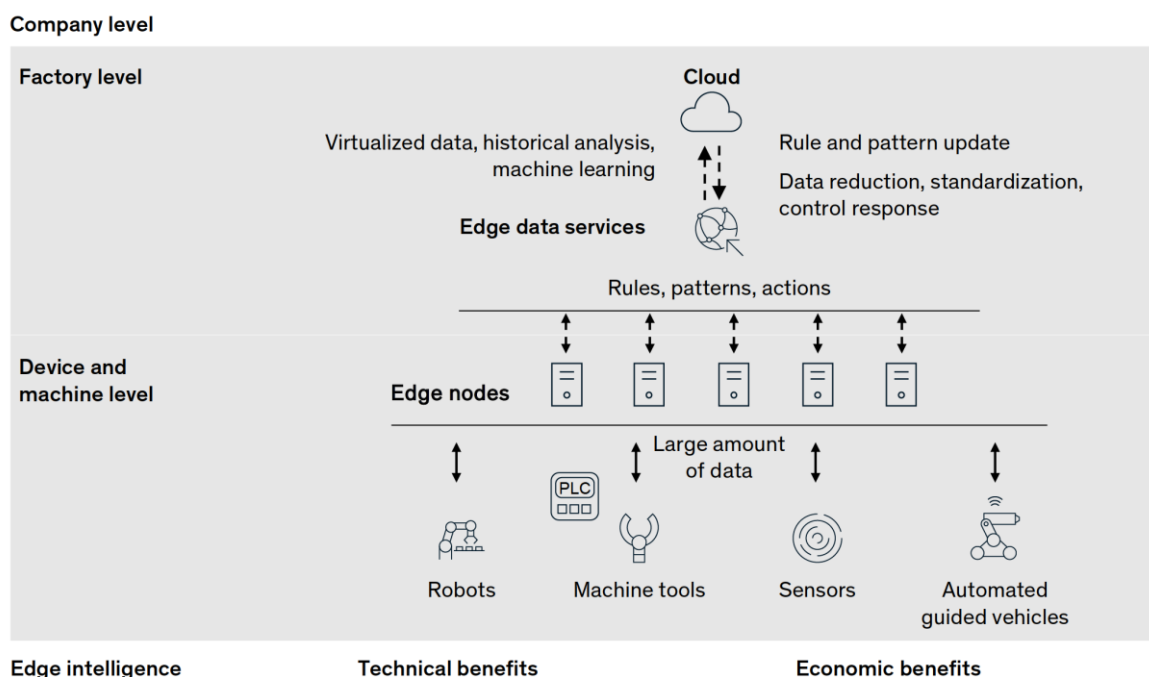 Company level
Factory level
Cloud
Virtualized data, historical analysis,
machine learning
Rule and pattern update
Data reduction, standardization,
control response
Edge data services
Rules, patterns, actions
Device and
machine level
Edge nodes
Large amount
of data
PLC
Robots
Machine tools
Sensors
Automated
guided vehicles
Edge intelligence
Technical benefits
Economic benefits